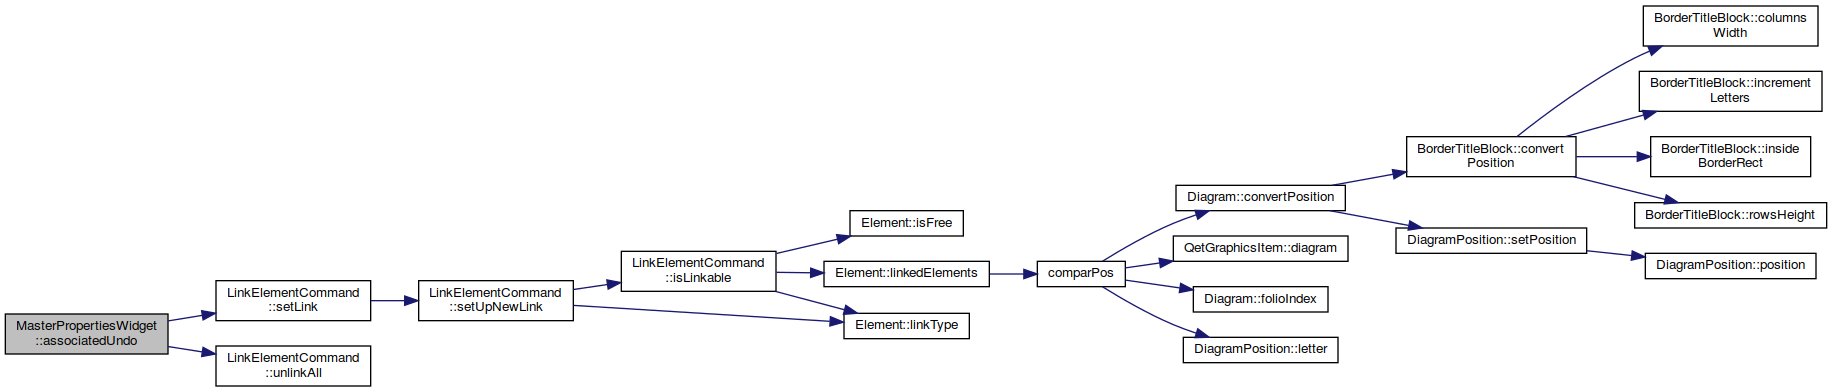 MasterPropertiesWidget
::associatedUndo
LinkElementCommand
::setLink
LinkElementCommand
::unlinkAll
LinkElementCommand
::setUpNewLink
LinkElementCommand
::isLinkable
Element::isFree
Element::linkedElements
Element::linkType
comparPos
Diagram::convertPosition
QetGraphicsItem::diagram
Diagram::folioIndex
DiagramPosition::letter
BorderTitleBlock::convert
Position
DiagramPosition::setPosition
BorderTitleBlock::columns
Width
BorderTitleBlock::increment
Letters
BorderTitleBlock::inside
BorderRect
BorderTitleBlock::rowsHeight
DiagramPosition::position